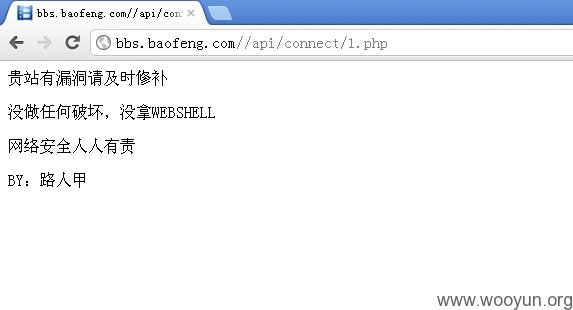 bbs.baofeng.com//api/con
bbs.baofeng.com//api/connect/1.php
贵站有漏洞请及时修补
没做任何破坏，没拿WEBSHELL
网络安全人人有责
BY：路人甲
www.wooyun.org